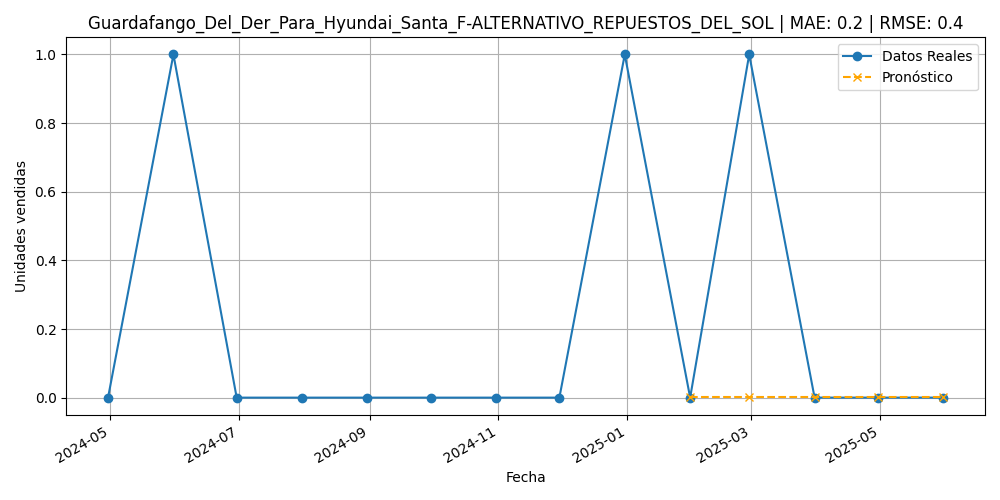 Guardafango_Del_Der_Para_Hyundai_Santa_F-ALTERNATIVO_REPUESTOS_DEL_SOL | MAE: 0.2 | RMSE: 0.4
Datos Reales
Pronóstico
Unidades vendidas
1.0
0.8
0.6
0.4
0.2
0.0
2024-05
2024-07
2024-09
2024-11
2025-01
2025-03
2025-05
Fecha